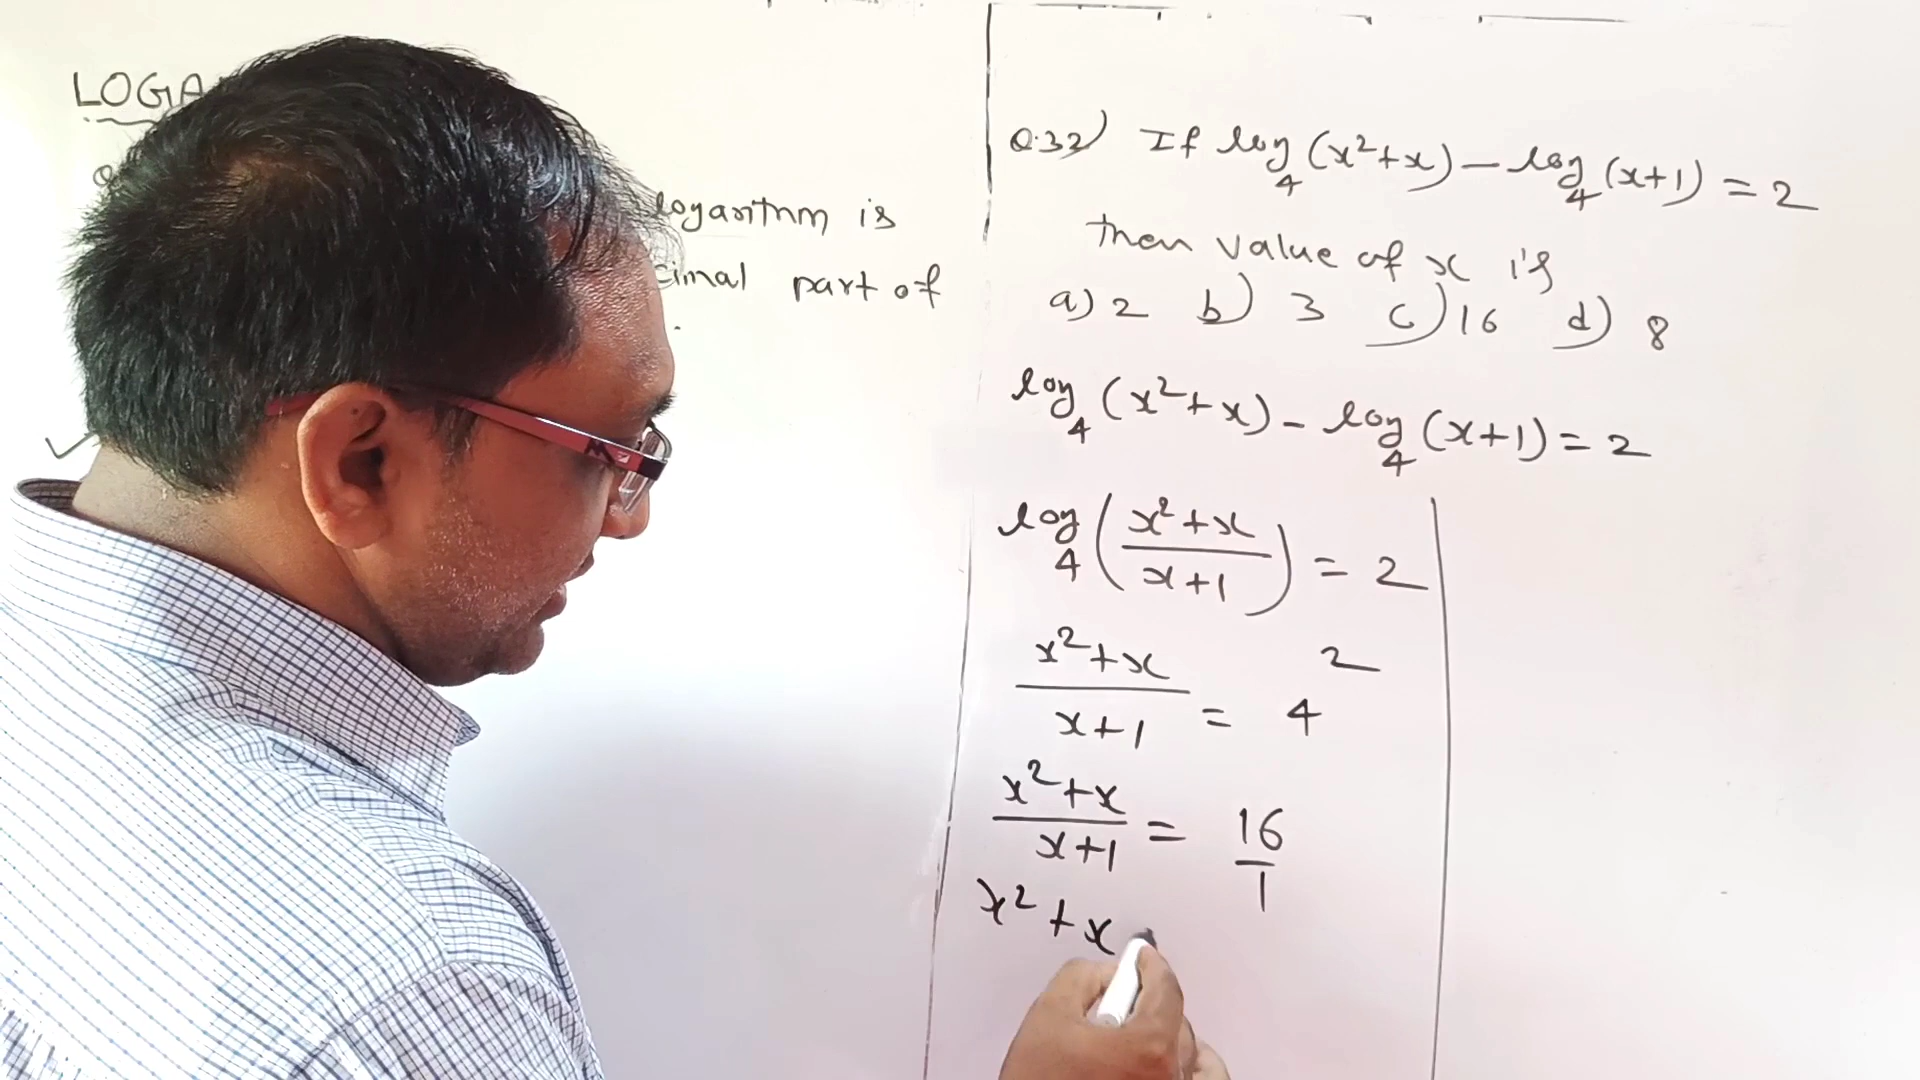 LOGA
logaritnm is
cimal part of
Q.32) If log₄(x²+x) – log₄(x+1) = 2
then value of x is
a) 2 b) 3 c) 16 d) 8
log₄(x²+x) – log₄(x+1) = 2
log₄((x²+x)/(x+1)) = 2
(x²+x)/(x+1) = 4²
(x²+x)/(x+1) = 16/1
x²+x